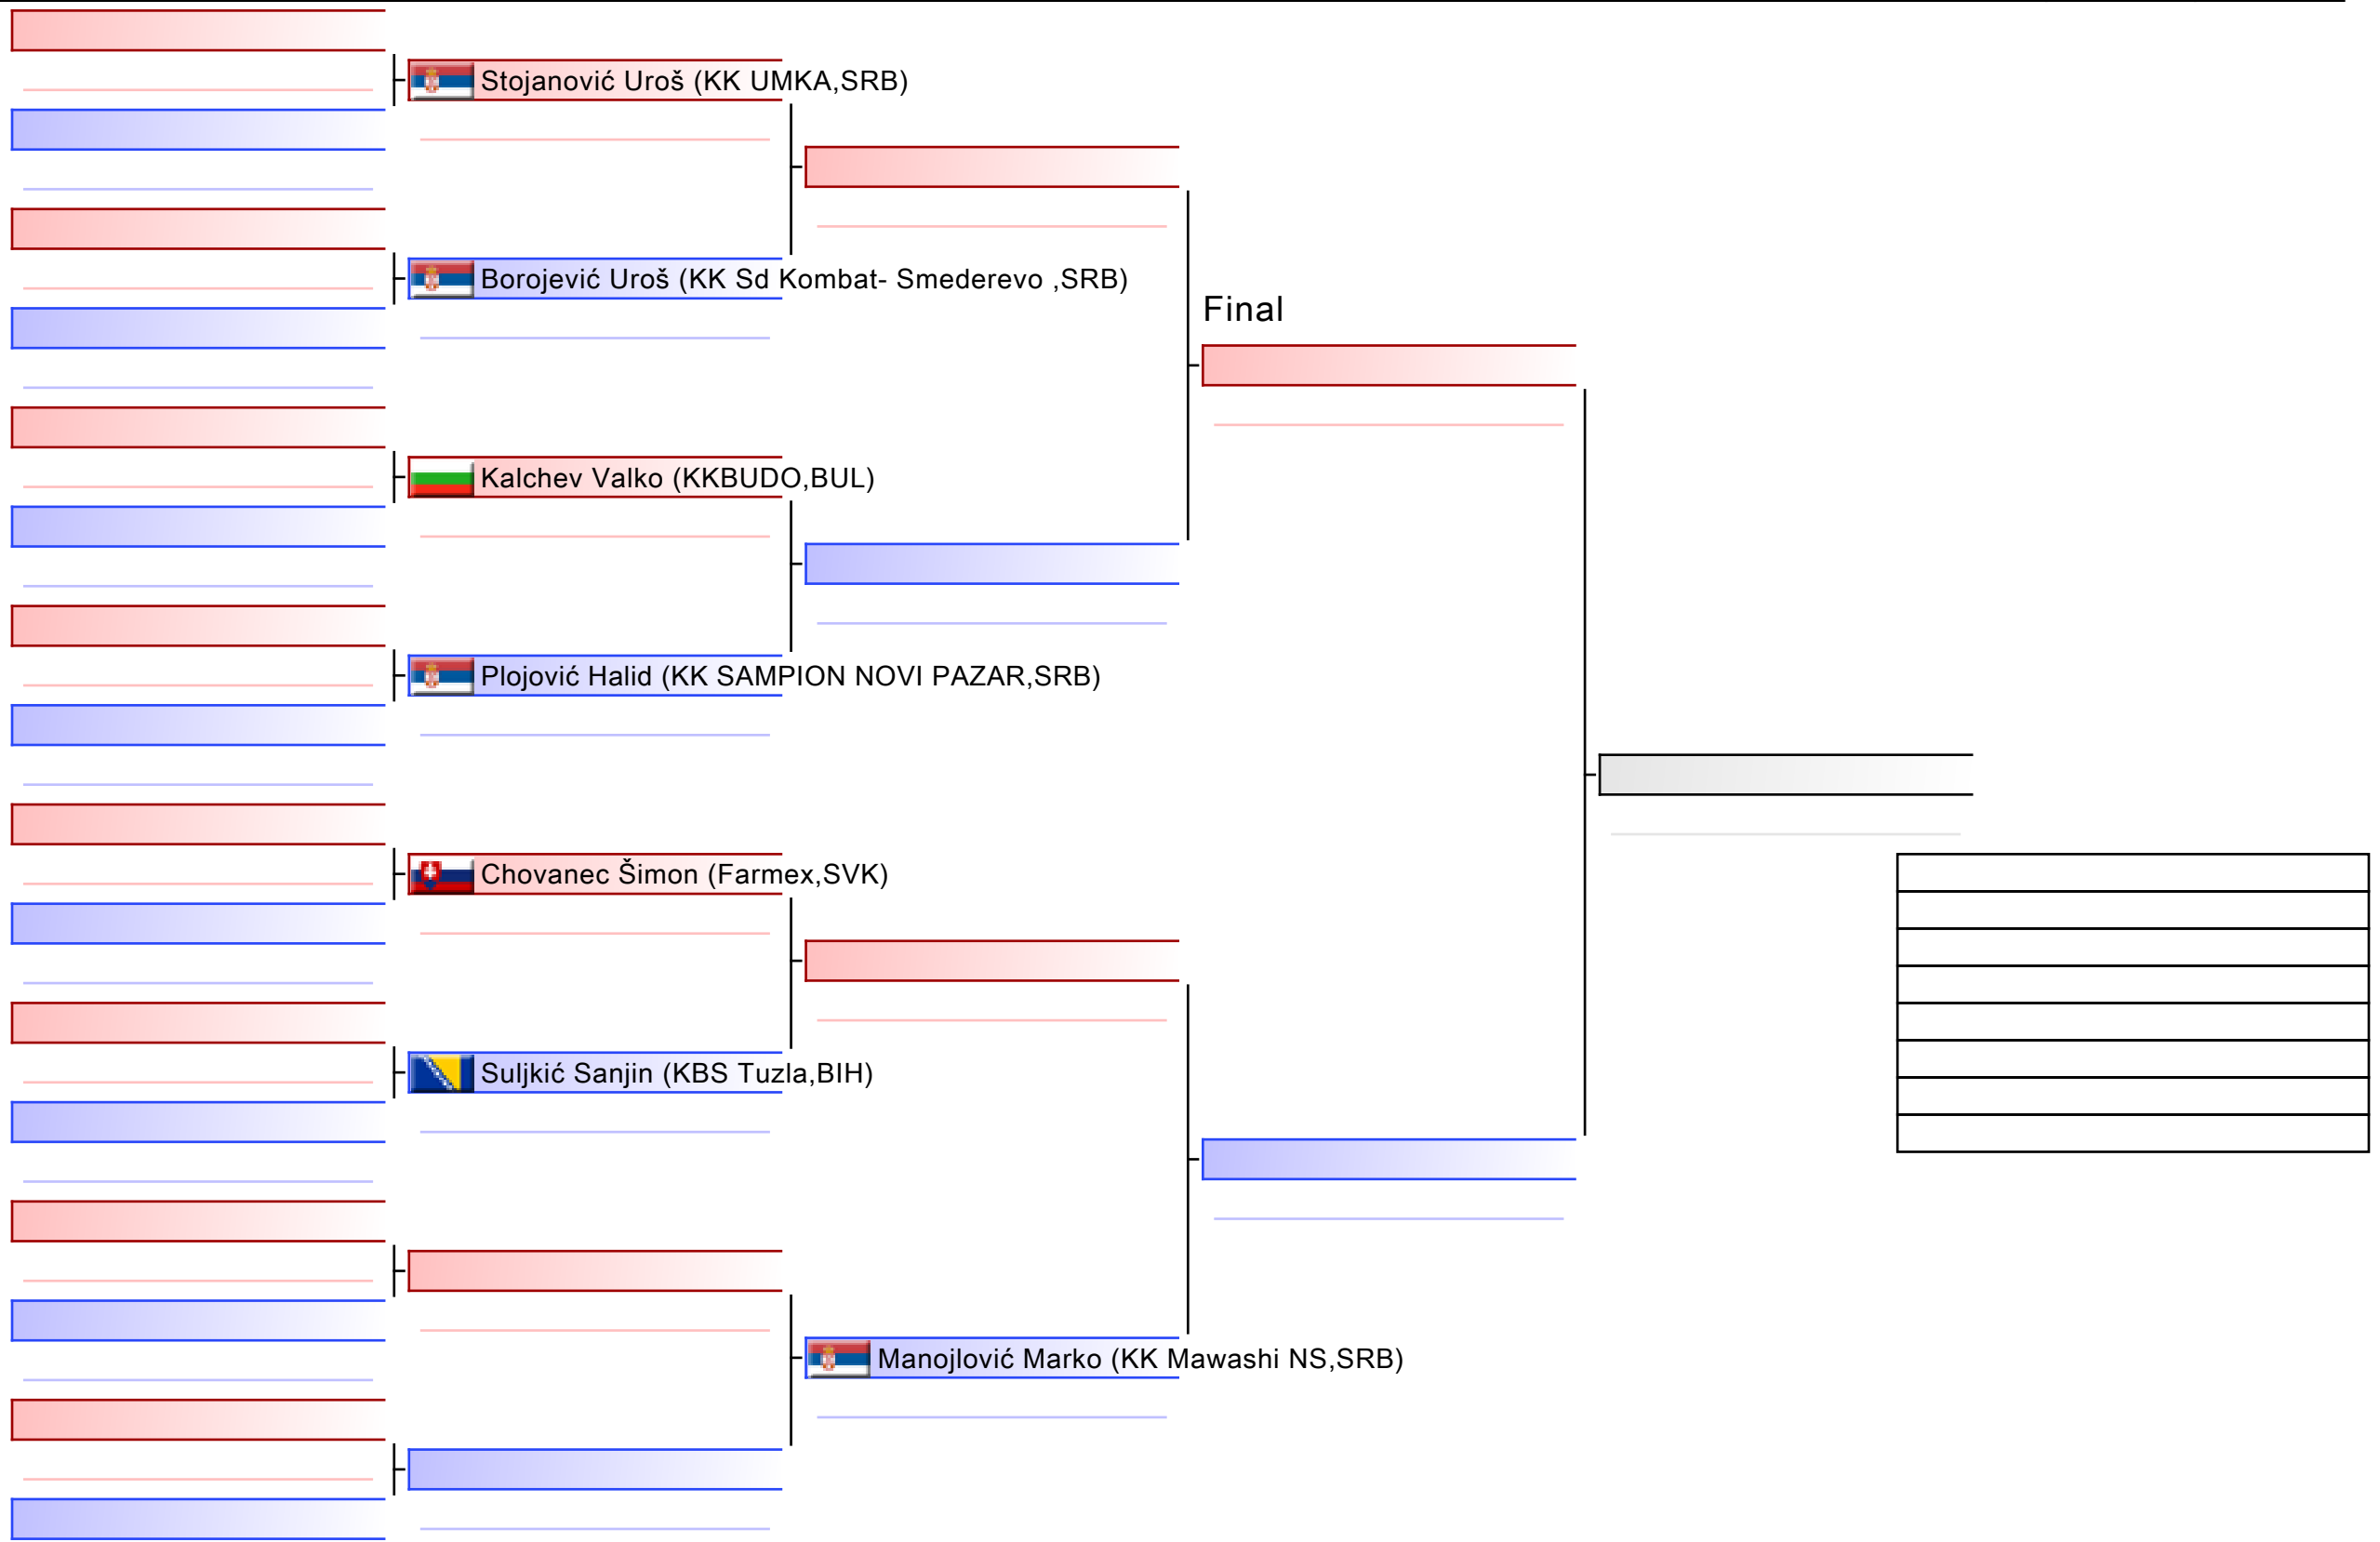 Stojanović Uroš (KK UMKA,SRB)
Borojević Uroš (KK Sd Kombat- Smederevo ,SRB)
Final
Kalchev Valko (KKBUDO,BUL)
Plojović Halid (KK SAMPION NOVI PAZAR,SRB)
Chovanec Šimon (Farmex,SVK)
Suljkić Sanjin (KBS Tuzla,BIH)
Manojlović Marko (KK Mawashi NS,SRB)